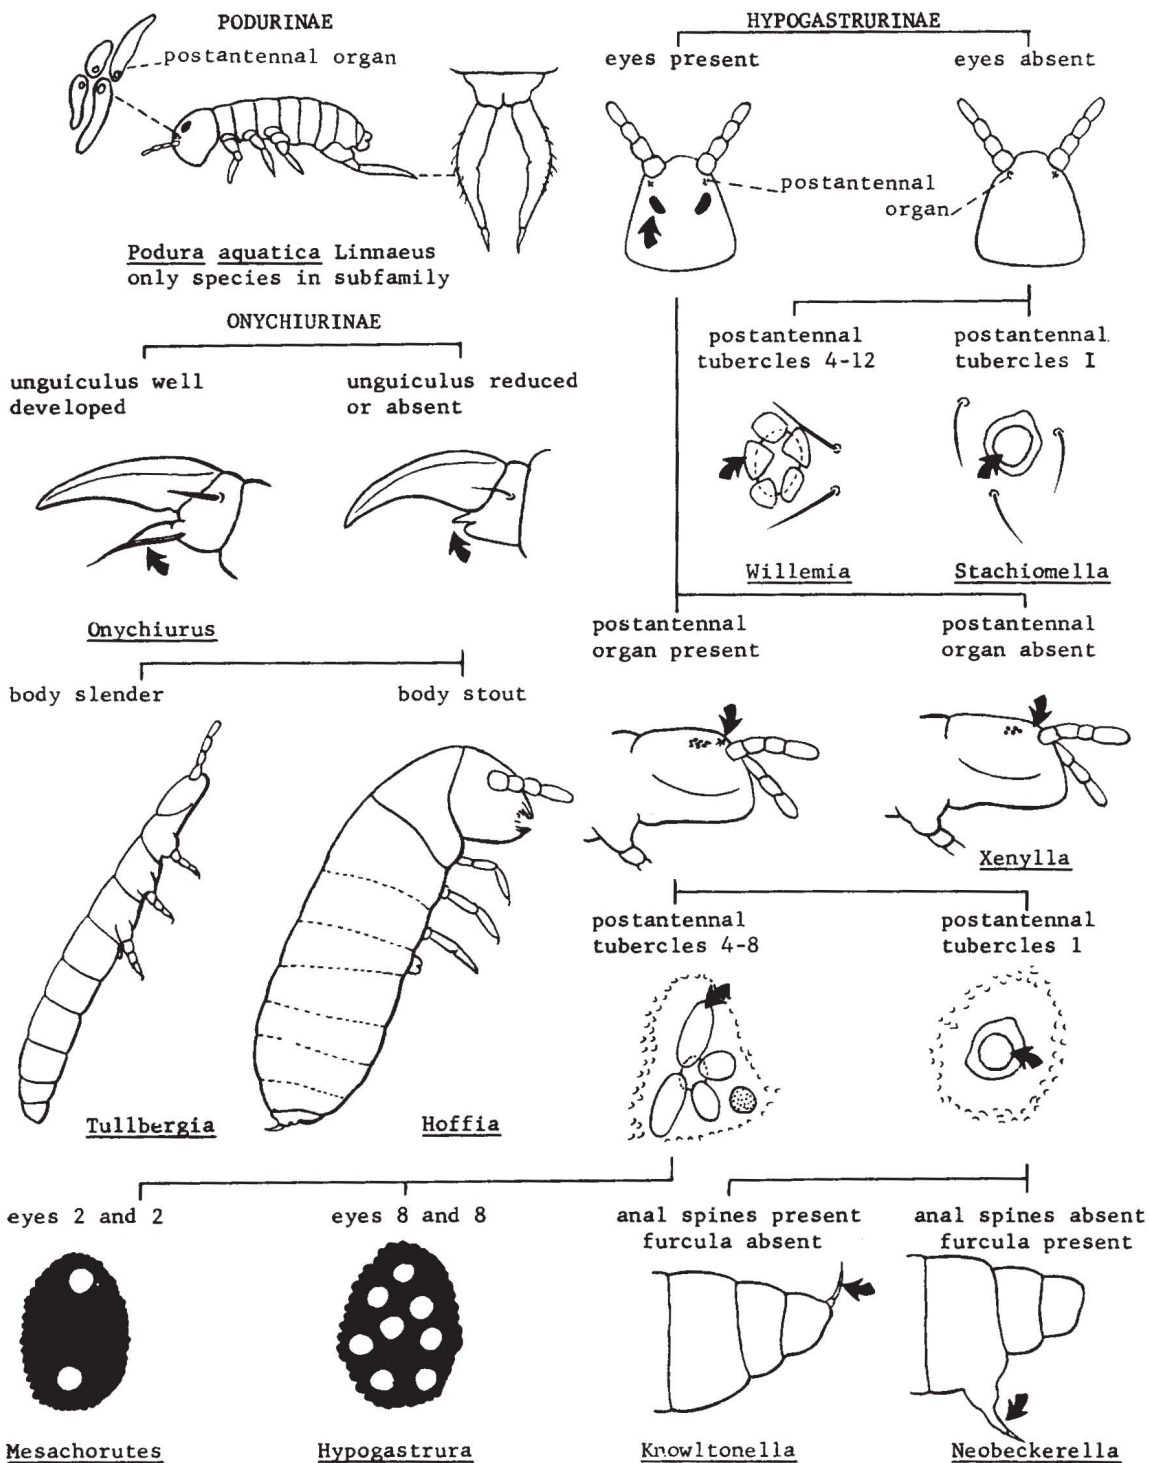 PODURINAE
postantennal organ
Podura aquatica Linnaeus
only species in subfamily
ONYCHIURINAE
unguiculus well
developed
unguiculus reduced
or absent
Onychiurus
body slender
body stout
Tullbergia
Hoffia
HYPOGASTRURINAE
eyes present
eyes absent
postantennal
organ
postantennal
tubercles 4-12
postantennal.
tubercles I
Willemia
Stachiomella
postantennal
organ present
postantennal
organ absent
Xenylla
postantennal
tubercles 4-8
postantennal
tubercles 1
eyes 2 and 2
eyes 8 and 8
anal spines present
furcula absent
anal spines absent
furcula present
Mesachorutes
Hypogastrura
Knowltonella
Neobeckerella